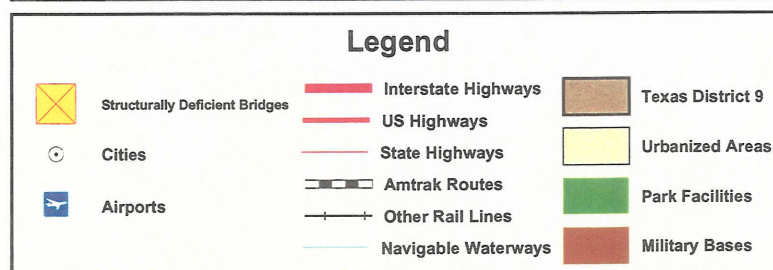 Legend
Structurally Deficient Bridges
Cities
Airports
Interstate Highways
US Highways
State Highways
Amtrak Routes
Other Rail Lines
Navigable Waterways
Texas District 9
Urbanized Areas
Park Facilities
Military Bases